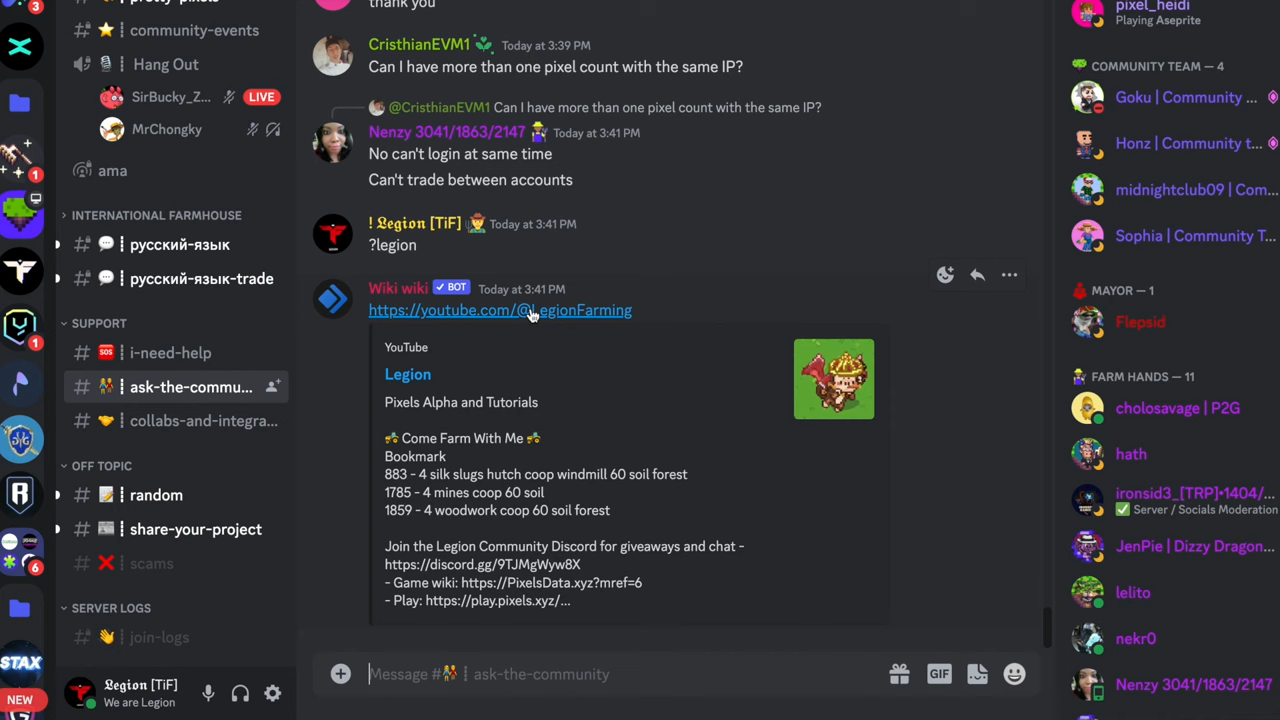 3
1
1
6
NEW
community-events
Hang Out
SirBucky_Z... LIVE
MrChongky
ama
INTERNATIONAL FARMHOUSE
русский-язык
русский-язык-trade
SUPPORT
i-need-help
ask-the-commu...
collabs-and-integra...
OFF TOPIC
random
share-your-project
scams
SERVER LOGS
join-logs
Legion [TiF]
We are Legion
thank you
CristhianEVM1 Today at 3:39 PM
Can I have more than one pixel count with the same IP?
@CristhianEVM1 Can I have more than one pixel count with the same IP?
Nenzy 3041/1863/2147 Today at 3:41 PM
No can't login at same time
Can't trade between accounts
! Legion [TiF] Today at 3:41 PM
?legion
Wiki wiki ✓ BOT Today at 3:41 PM
https://youtube.com/@LegionFarming
YouTube
Legion
Pixels Alpha and Tutorials
🚜 Come Farm With Me 🚜
Bookmark
883 - 4 silk slugs hutch coop windmill 60 soil forest
1785 - 4 mines coop 60 soil
1859 - 4 woodwork coop 60 soil forest
Join the Legion Community Discord for giveaways and chat -
https://discord.gg/9TJMgWyw8X
- Game wiki: https://PixelsData.xyz?mref=6
- Play: https://play.pixels.xyz/...
Message # ask-the-community
GIF
pixel_heidi
Playing Aseprite
COMMUNITY TEAM — 4
Goku | Community ...
Honz | Community t...
midnightclub09 | Com...
Sophia | Community T...
MAYOR — 1
Flepsid
FARM HANDS — 11
cholosavage | P2G
hath
ironsid3_[TRP]•1404/...
Server / Socials Moderation
JenPie | Dizzy Dragon...
lelito
nekr0
Nenzy 3041/1863/2147
STAX